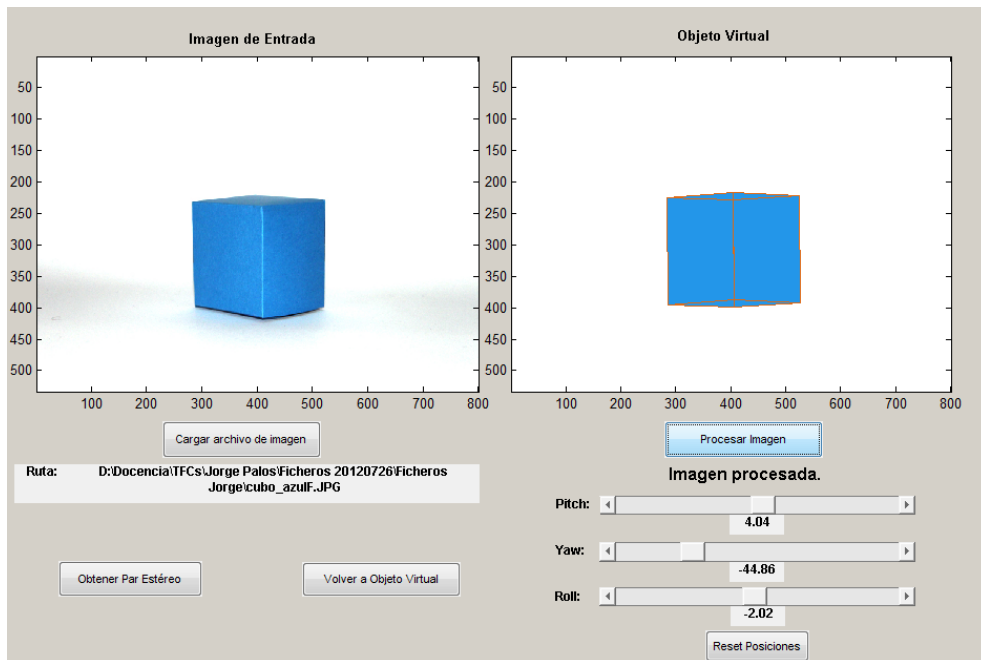 Imagen de Entrada
50
100
150
200
250
300
350
400
450
500
100 200 300 400 500 600 700 800
Cargar archivo de imagen
Ruta: D:\Docencia\TFCs\Jorge Palos\Ficheros 20120726\Ficheros
Jorge\cubo_azulF.JPG
Obtener Par Estéreo
Volver a Objeto Virtual
Objeto Virtual
50
100
150
200
250
300
350
400
450
500
100 200 300 400 500 600 700 800
Procesar Imagen
Imagen procesada.
Pitch:
4.04
Yaw:
-44.86
Roll:
-2.02
Reset Posiciones